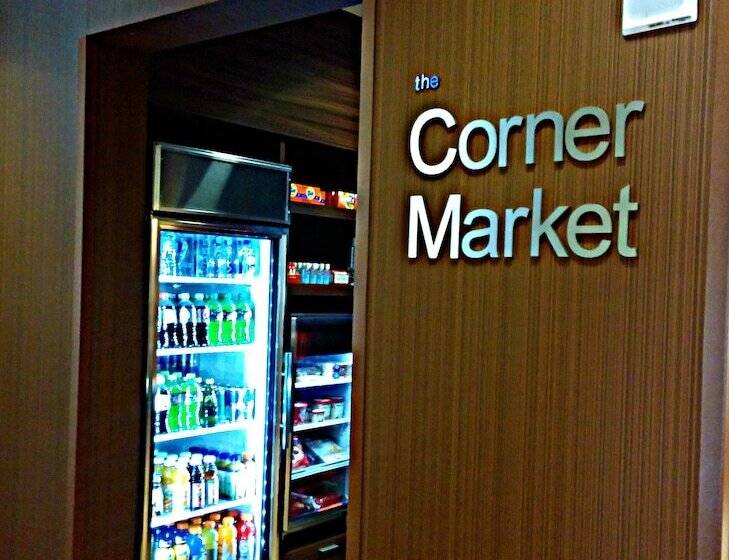 the
Corner
Market